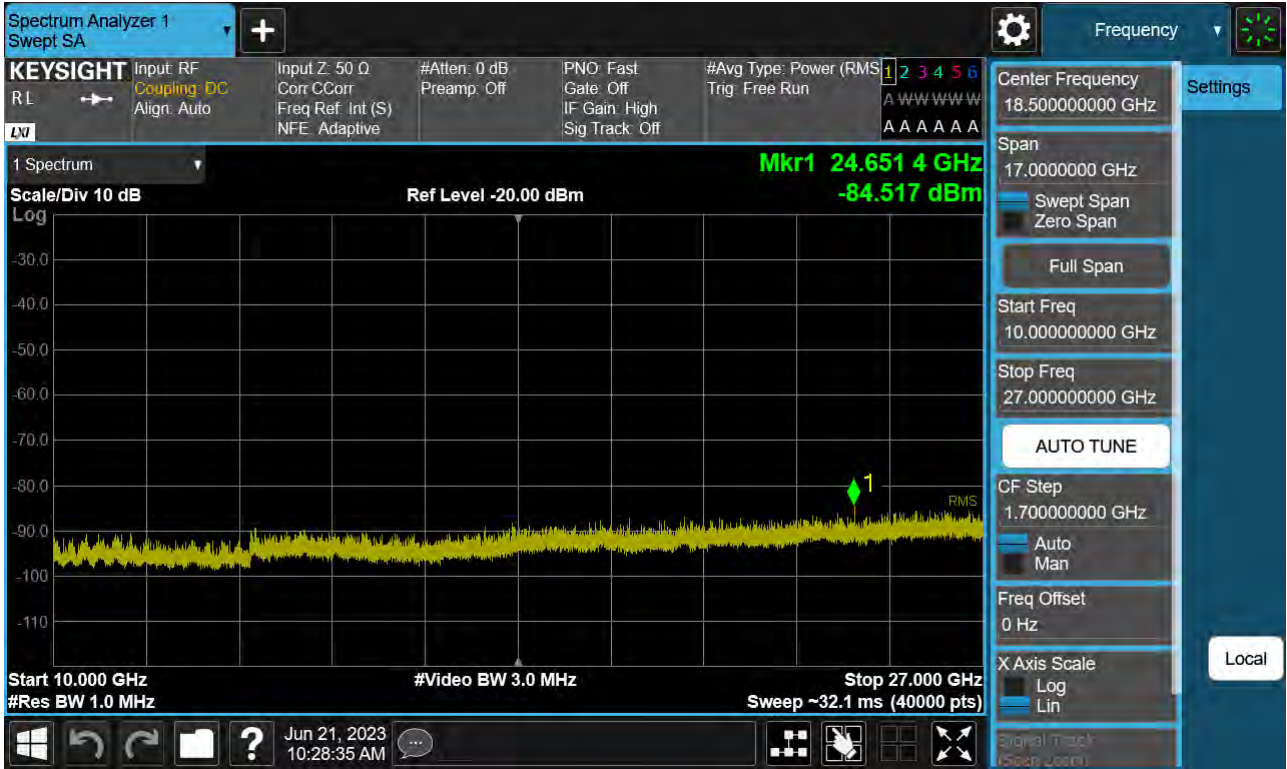 Spectrum Analyzer 1
Swept SA
Frequency
KEYSIGHT
R L
LXI
Input: RF
Coupling: DC
Align: Auto
Input Z: 50 Ω
Corr CCorr
Freq Ref: Int (S)
NFE: Adaptive
#Atten: 0 dB
Preamp: Off
PNO: Fast
Gate: Off
IF Gain: High
Sig Track: Off
#Avg Type: Power (RMS
Trig: Free Run
1 2 3 4 5 6
A W W W W W
A A A A A A
1 Spectrum
Scale/Div 10 dB
Log
Ref Level -20.00 dBm
Mkr1 24.651 4 GHz
-84.517 dBm
-30.0
-40.0
-50.0
-60.0
-70.0
-80.0
-90.0
-100
-110
1
RMS
Start 10.000 GHz
#Res BW 1.0 MHz
#Video BW 3.0 MHz
Stop 27.000 GHz
Sweep ~32.1 ms (40000 pts)
Center Frequency
18.500000000 GHz
Span
17.0000000 GHz
Swept Span
Zero Span
Full Span
Start Freq
10.000000000 GHz
Stop Freq
27.000000000 GHz
AUTO TUNE
CF Step
1.700000000 GHz
Auto
Man
Freq Offset
0 Hz
X Axis Scale
Log
Lin
Signal Track
(Span Zoom)
Settings
Local
?
Jun 21, 2023
10:28:35 AM